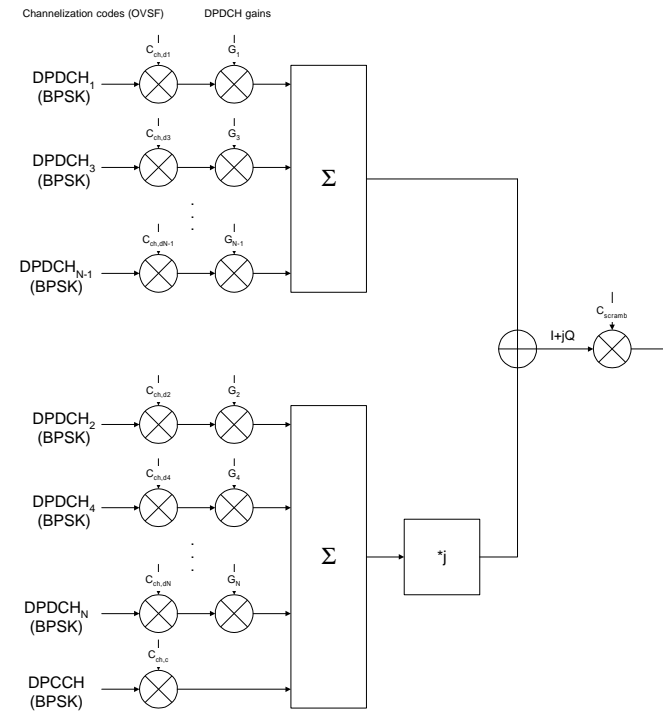 Channelization codes (OVSF) DPDCH gains
C_ch,d1 G_1
DPDCH_1
(BPSK)
C_ch,d3 G_3
DPDCH_3
(BPSK)
Σ
C_ch,dN-1 G_N-1
DPDCH_N-1
(BPSK)
C_scramb
I+jQ
C_ch,d2 G_2
DPDCH_2
(BPSK)
C_ch,d4 G_4
DPDCH_4
(BPSK)
Σ
*j
C_ch,dN G_N
DPDCH_N
(BPSK)
C_ch,c
DPCCH
(BPSK)